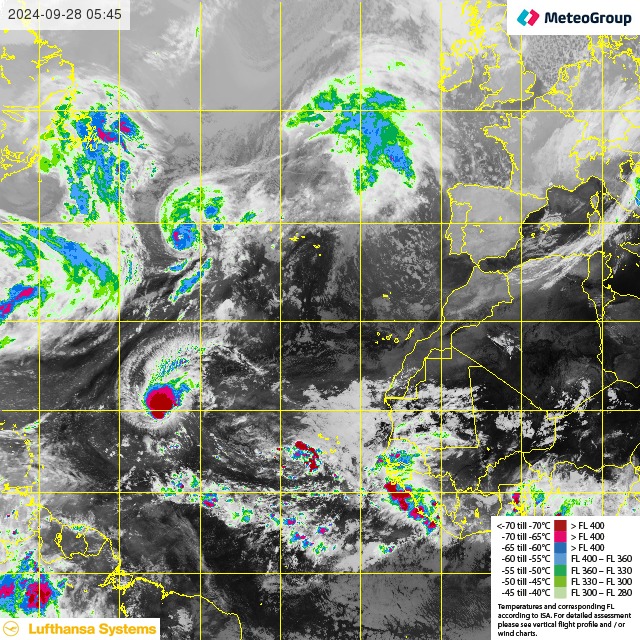 2024-09-28 05:45
MeteoGroup
<-70 till -70°C > FL 400
-70 till -65°C > FL 400
-65 till -60°C > FL 400
-60 till -55°C FL 400 – FL 360
-55 till -50°C FL 360 – FL 330
-50 till -45°C FL 330 – FL 300
-45 till -40°C FL 300 – FL 280
Temperatures and corresponding FL
according to ISA. For detailed assessment
please see vertical flight profile and / or
wind charts.
Lufthansa Systems